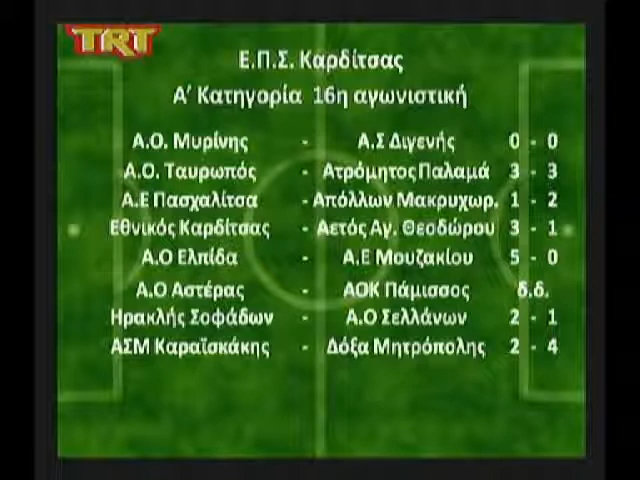 TRT
Ε.Π.Σ. Καρδίτσας
Α' Κατηγορία 16η αγωνιστική
Α.Ο. Μυρίνης - Α.Σ Διγενής 0 - 0
Α.Ο. Ταυρωπός - Ατρόμητος Παλαμά 3 - 3
Α.Ε Πασχαλίτσα - Απόλλων Μακρυχωρ. 1 - 2
Εθνικός Καρδίτσας - Αετός Αγ. Θεοδώρου 3 - 1
Α.Ο Ελπίδα - Α.Ε Μουζακίου 5 - 0
Α.Ο Αστέρας - ΑΟΚ Πάμισσος δ.δ.
Ηρακλής Σοφάδων - Α.Ο Σελλάνων 2 - 1
ΑΣΜ Καραϊσκάκης - Δόξα Μητρόπολης 2 - 4